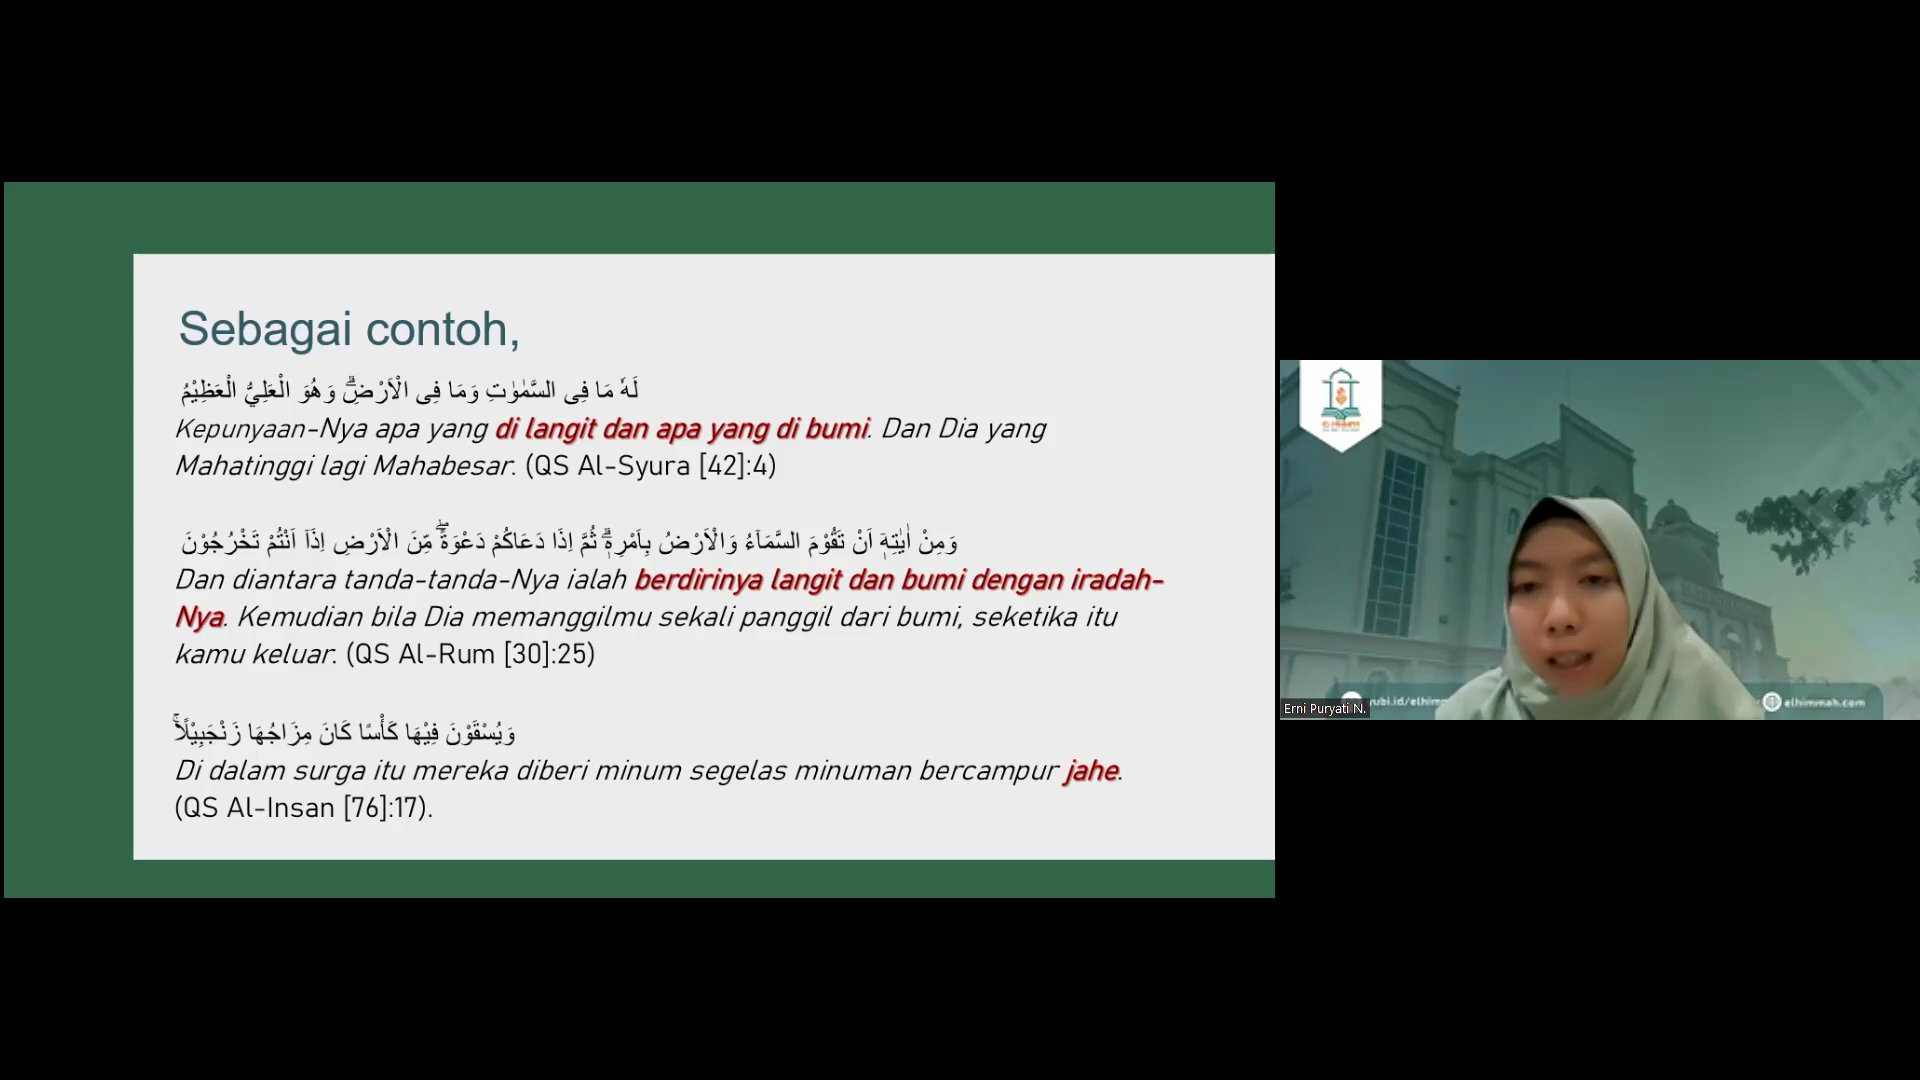 Sebagai contoh,
لَهٗ مَا فِى السَّمٰوٰتِ وَمَا فِى الْاَرْضِۗ وَهُوَ الْعَلِيُّ الْعَظِيْمُ
Kepunyaan-Nya apa yang di langit dan apa yang di bumi. Dan Dia yang
Mahatinggi lagi Mahabesar. (QS Al-Syura [42]:4)
وَمِنْ اٰيٰتِهٖٓ اَنْ تَقُوْمَ السَّمَاۤءُ وَالْاَرْضُ بِاَمْرِهٖۗ ثُمَّ اِذَا دَعَاكُمْ دَعْوَةًۖ مِّنَ الْاَرْضِ اِذَآ اَنْتُمْ تَخْرُجُوْنَ
Dan diantara tanda-tanda-Nya ialah berdirinya langit dan bumi dengan iradah-
Nya. Kemudian bila Dia memanggilmu sekali panggil dari bumi, seketika itu
kamu keluar. (QS Al-Rum [30]:25)
وَيُسْقَوْنَ فِيْهَا كَأْسًا كَانَ مِزَاجُهَا زَنْجَبِيْلًاۚ
Di dalam surga itu mereka diberi minum segelas minuman bercampur jahe.
(QS Al-Insan [76]:17).
elhimmah.com
Erni Puryati N.